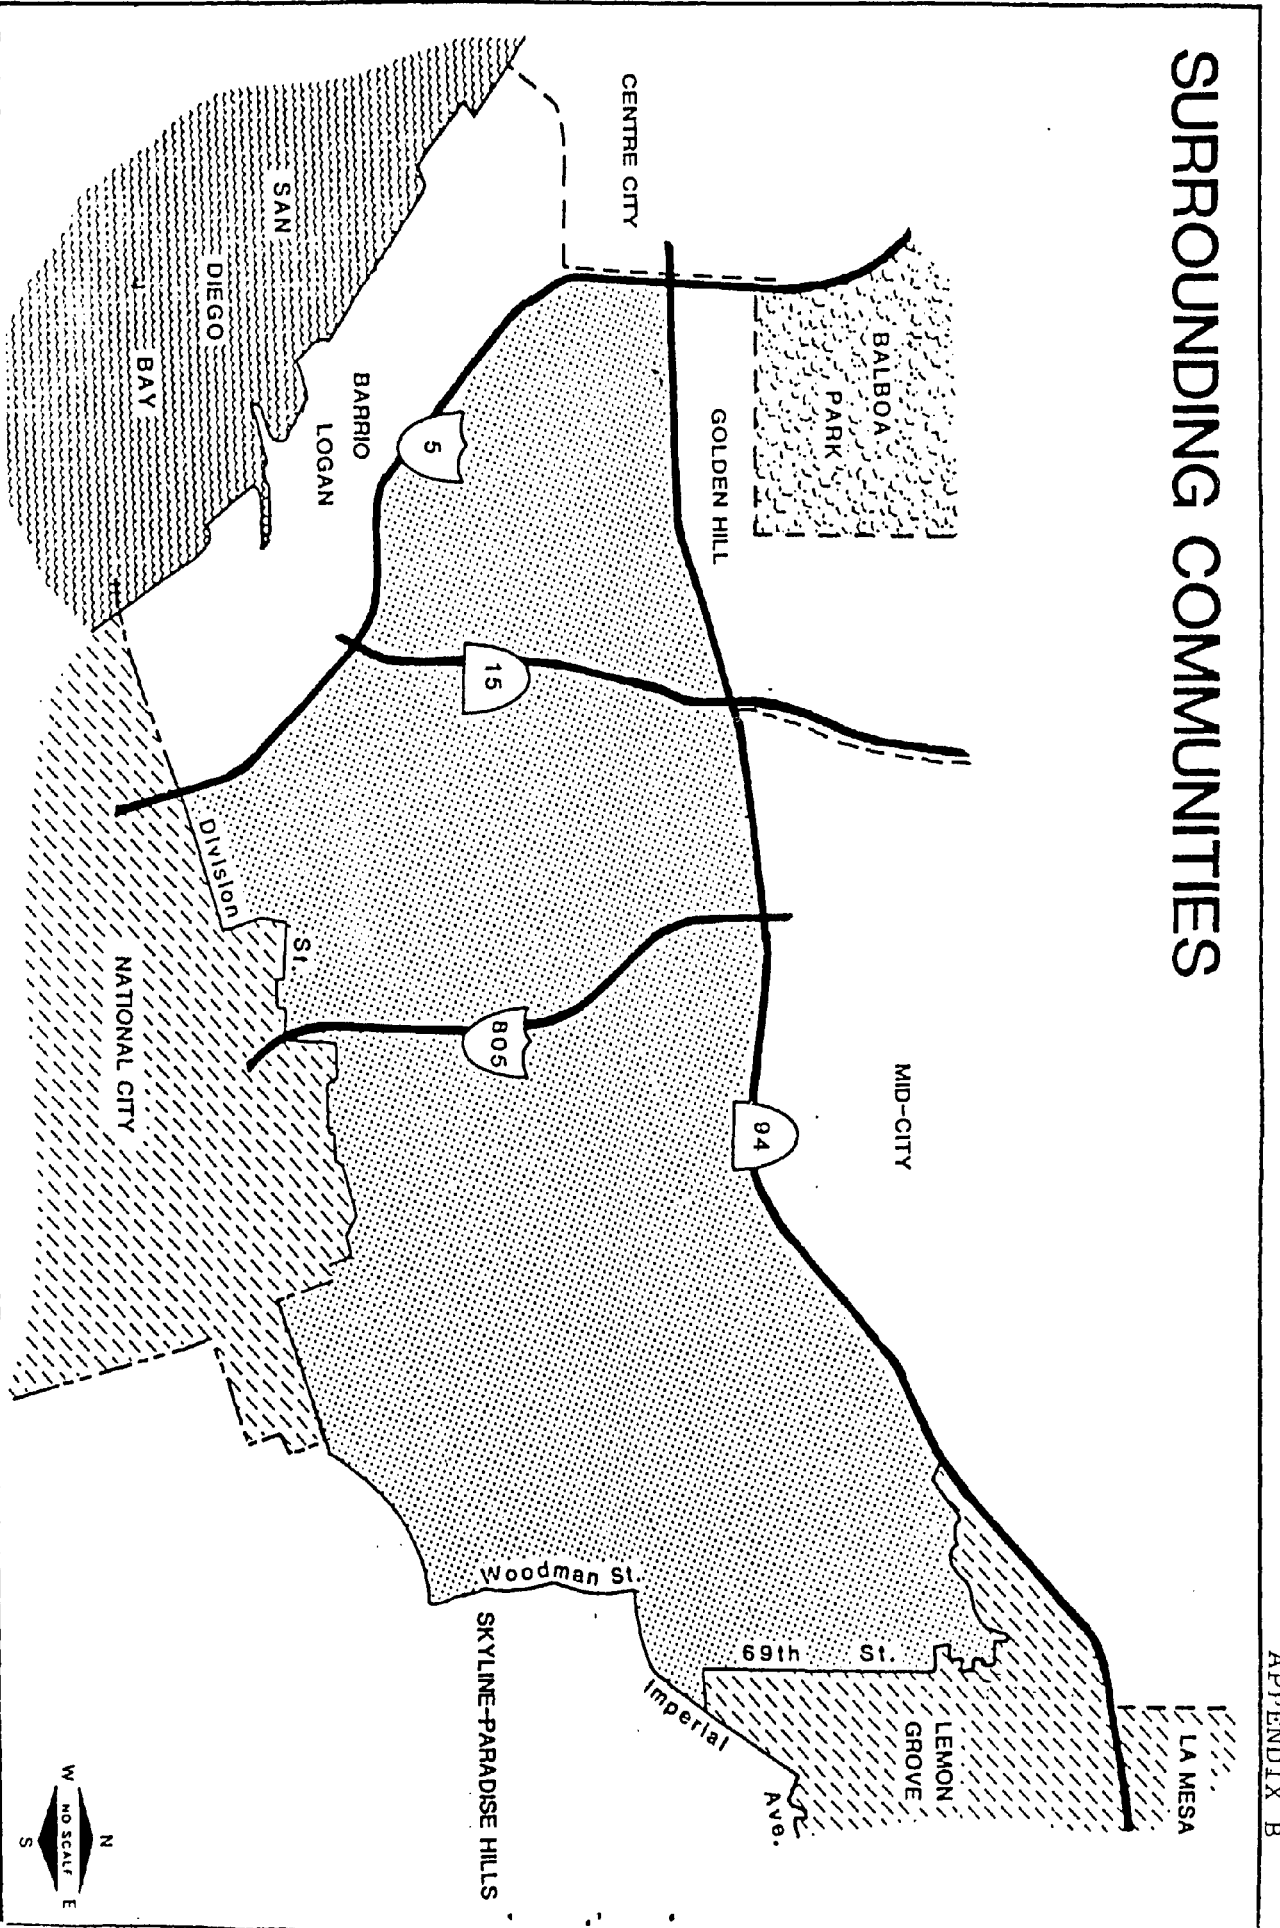 APPENDIX B
SURROUNDING COMMUNITIES
LA MESA
BALBOA
PARK
MID-CITY
LEMON
GROVE
CENTRE CITY
GOLDEN HILL
94
69th St.
Imperial Ave.
Woodman St.
SKYLINE-PARADISE HILLS
5
15
805
BARRIO
LOGAN
SAN
DIEGO
BAY
Division St.
NATIONAL CITY
N
W NO SCALE E
S